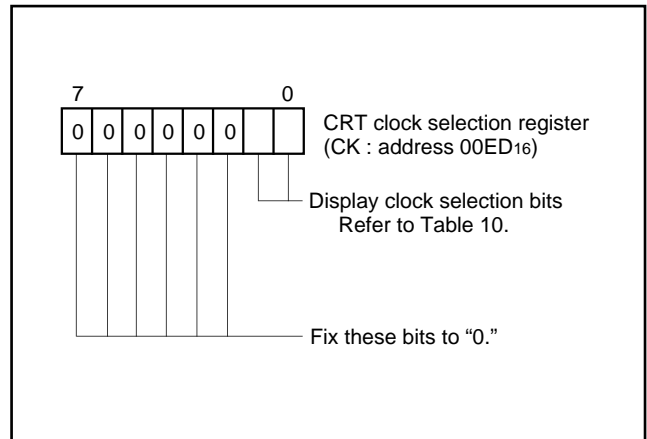 7 0
0 0 0 0 0 0
CRT clock selection register
(CK : address 00ED16)
Display clock selection bits
Refer to Table 10.
Fix these bits to “0.”